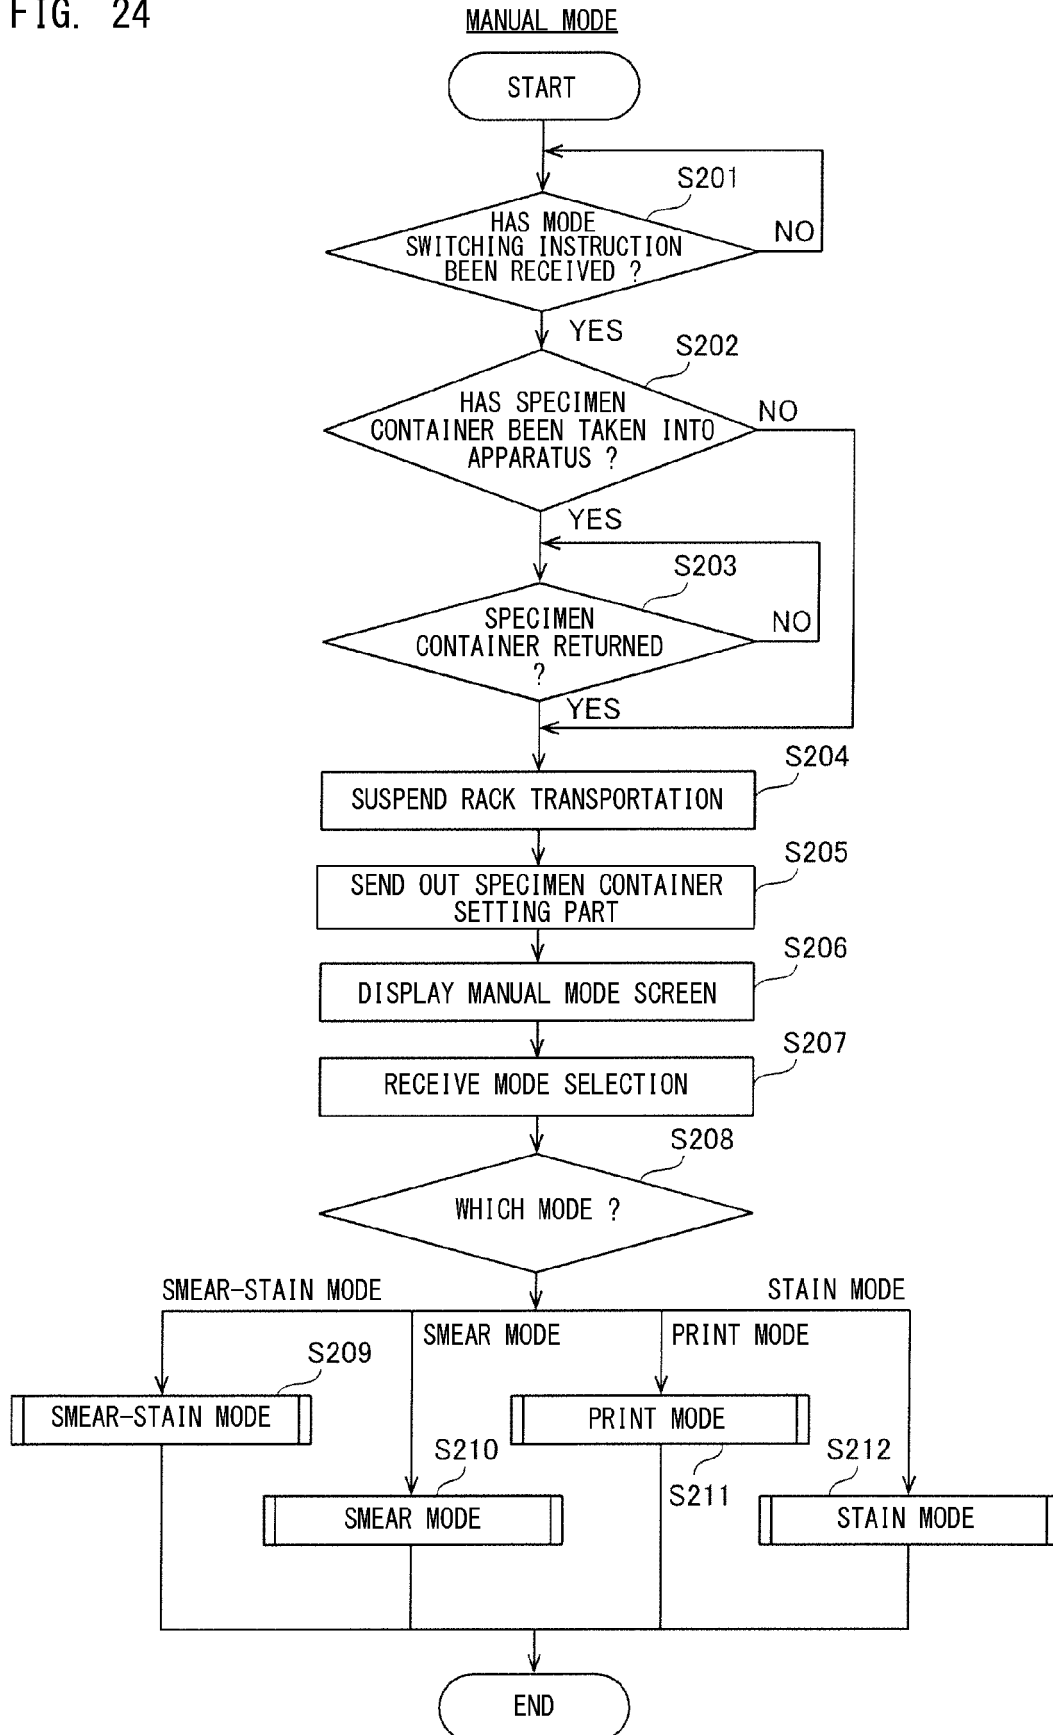 FIG. 24
MANUAL MODE
START
S201
HAS MODE
SWITCHING INSTRUCTION
BEEN RECEIVED ?
NO
YES
S202
HAS SPECIMEN
CONTAINER BEEN TAKEN INTO
APPARATUS ?
NO
YES
S203
SPECIMEN
CONTAINER RETURNED
?
NO
YES
S204
SUSPEND RACK TRANSPORTATION
S205
SEND OUT SPECIMEN CONTAINER
SETTING PART
S206
DISPLAY MANUAL MODE SCREEN
S207
RECEIVE MODE SELECTION
S208
WHICH MODE ?
SMEAR-STAIN MODE
STAIN MODE
SMEAR MODE
PRINT MODE
S209
SMEAR-STAIN MODE
PRINT MODE
S210
S211
S212
SMEAR MODE
STAIN MODE
END